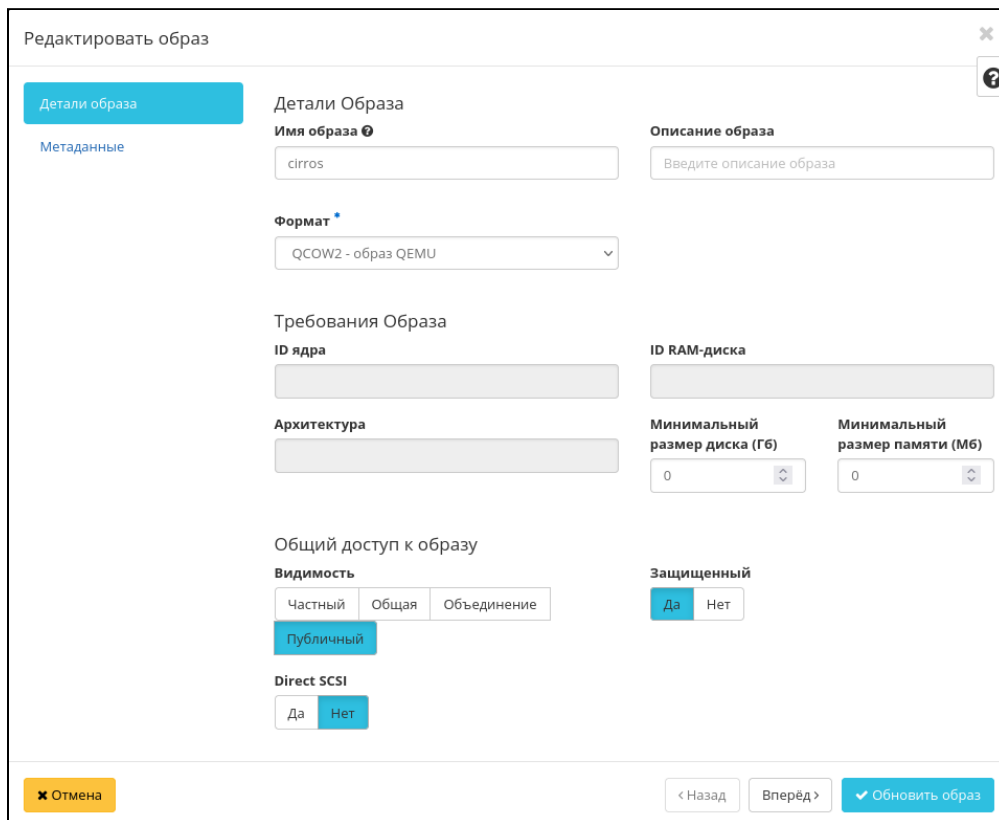 Редактировать образ
Детали образа
Метаданные
Детали Образа
Имя образа
Описание образа
cirros
Введите описание образа
Формат *
QCOW2 - образ QEMU
Требования Образа
ID ядра
ID RAM-диска
Архитектура
Минимальный
размер диска (Гб)
Минимальный
размер памяти (Мб)
0
0
Общий доступ к образу
Видимость
Защищенный
Частный Общая Объединение
Да Нет
Публичный
Direct SCSI
Да Нет
✖ Отмена
‹ Назад
Вперёд ›
✔ Обновить образ